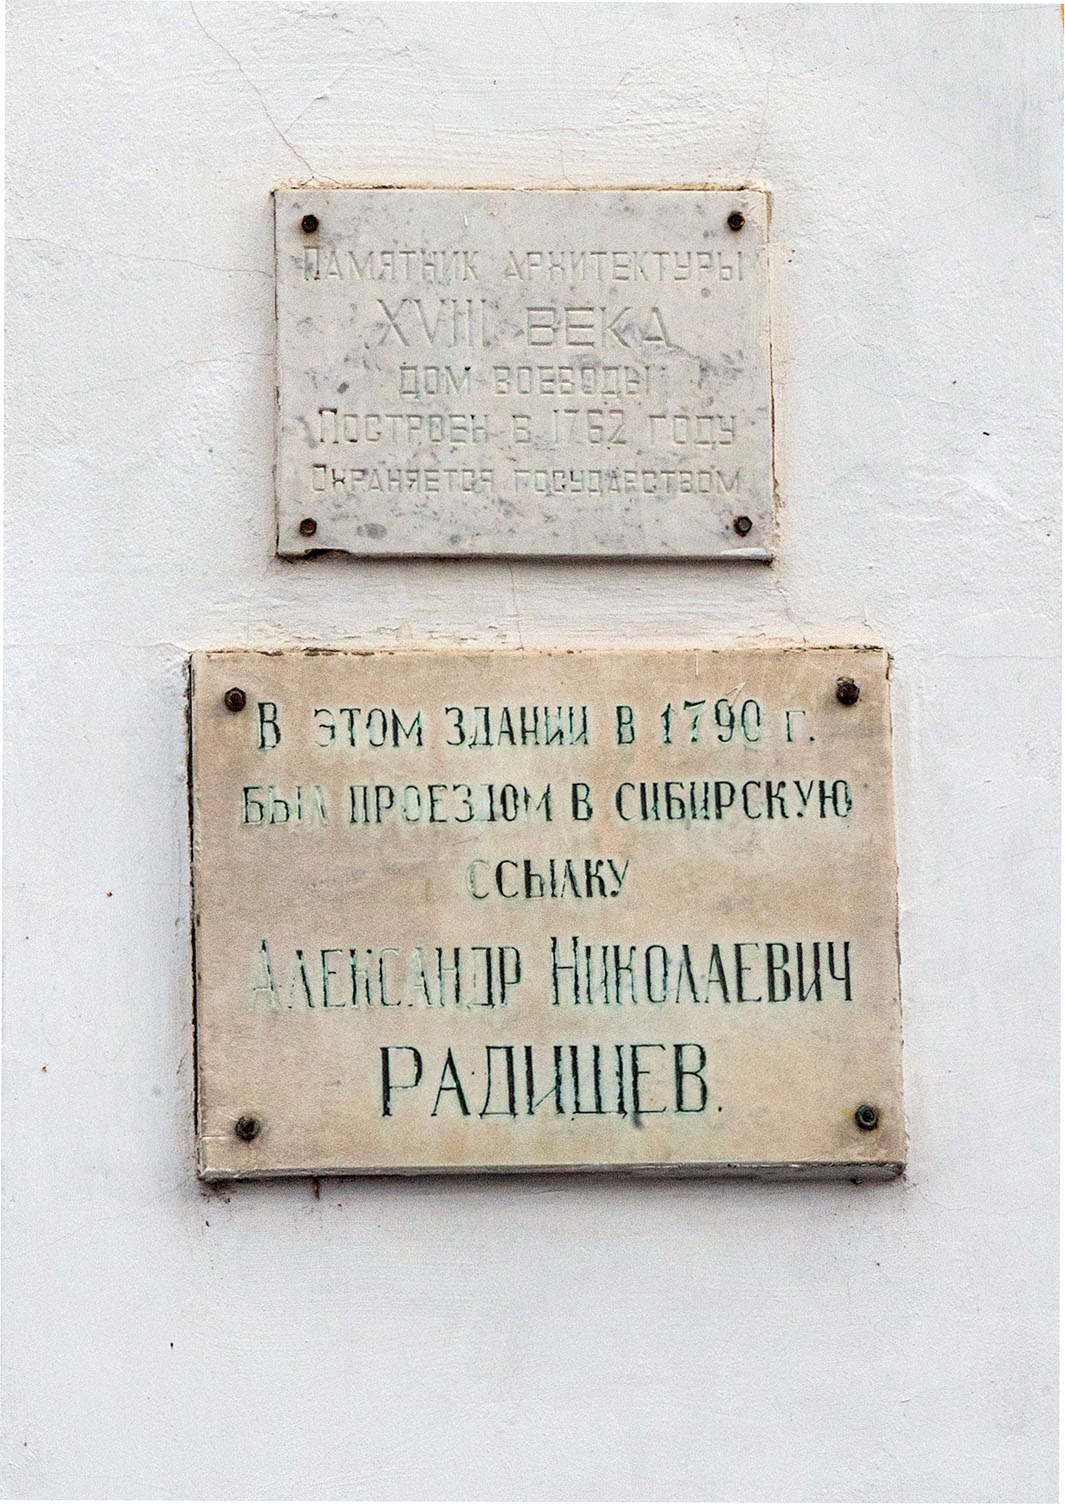 Памятник архитектуры
XVIII века
дом воеводы
Построен в 1762 году
Охраняется государством
В этом здании в 1790 г.
был проездом в сибирскую
ссылку
Александр Николаевич
Радищев.